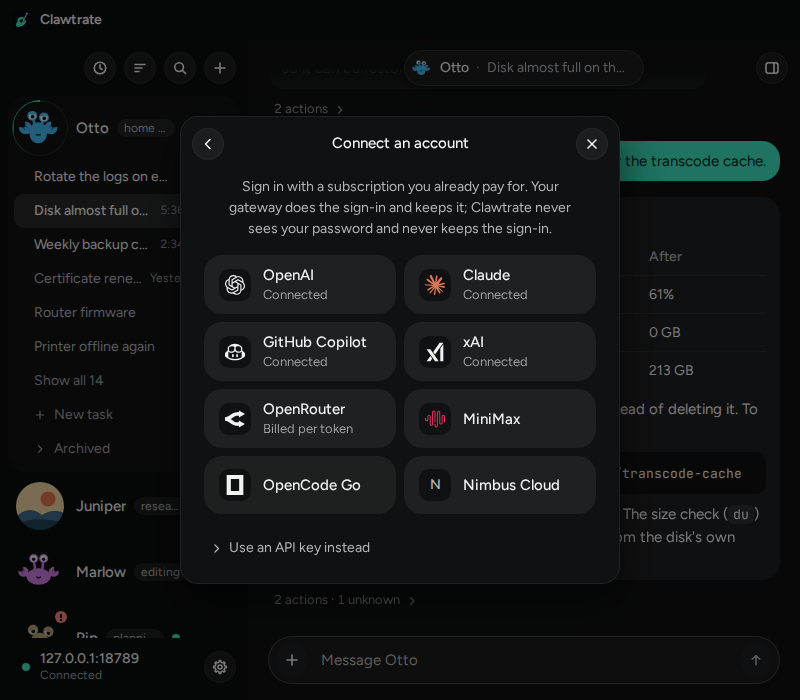 Clawtrate
Otto · Disk almost full on th...
2 actions
Otto home ...
Rotate the logs on e...
Disk almost full o... 5:36
Weekly backup c... 2:34
Certificate rene... Yeste
Router firmware
Printer offline again
Show all 14
+ New task
Archived
Juniper resea...
Marlow editing
Pip planni...
127.0.0.1:18789
Connected
Connect an account
Sign in with a subscription you already pay for. Your
gateway does the sign-in and keeps it; Clawtrate never
sees your password and never keeps the sign-in.
OpenAI
Connected
Claude
Connected
GitHub Copilot
Connected
xAI
Connected
OpenRouter
Billed per token
MiniMax
OpenCode Go
N Nimbus Cloud
Use an API key instead
the transcode cache.
After
61%
0 GB
213 GB
ead of deleting it. To
/transcode-cache
The size check ( du )
om the disk's own
2 actions · 1 unknown
Message Otto